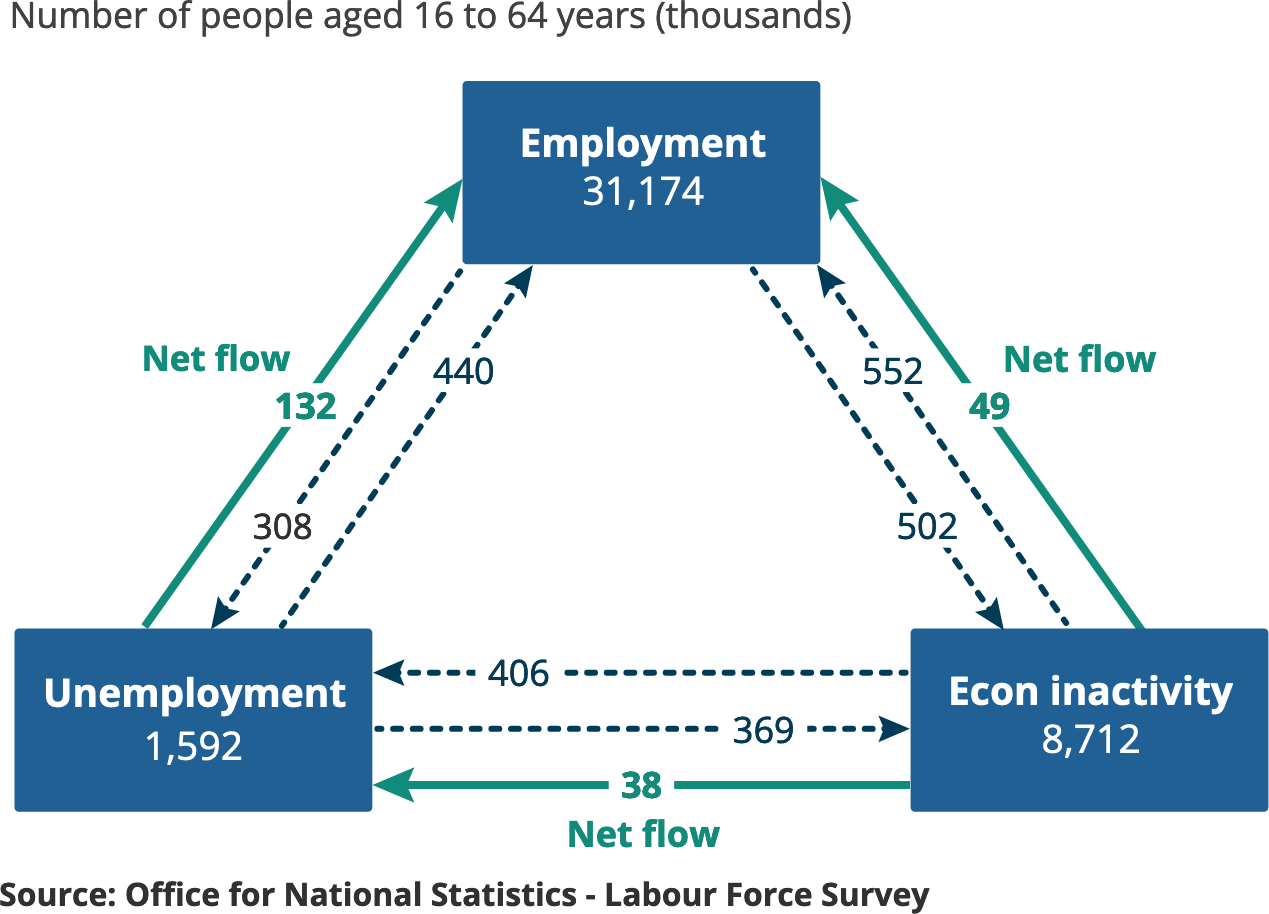 Number of people aged 16 to 64 years (thousands)
Employment
31,174
Net flow
132
440
552
Net flow
49
308
502
Unemployment
1,592
406
369
38
Net flow
Econ inactivity
8,712
Source: Office for National Statistics - Labour Force Survey